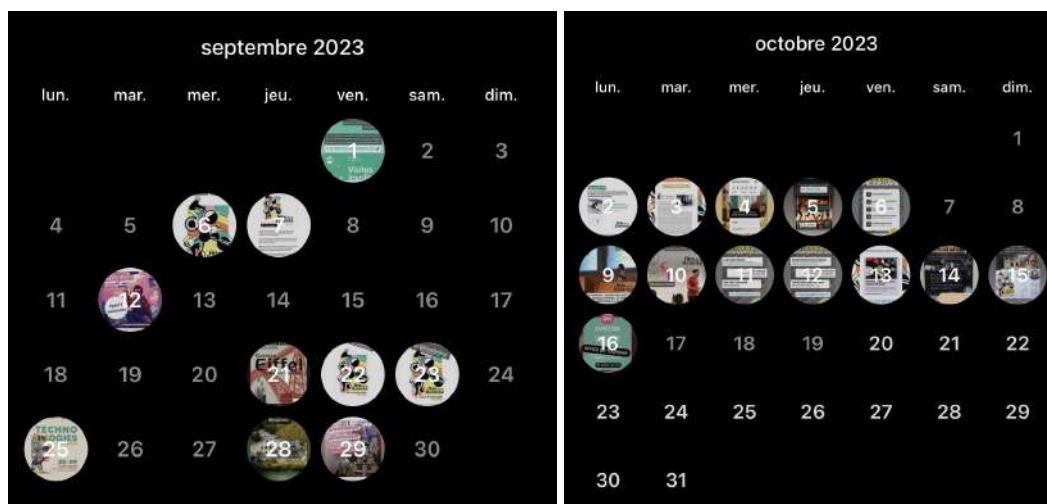 septembre 2023
lun. mar. mer. jeu. ven. sam. dim.
1 2 3
Visites
4 5 6 7 8 9 10
11 12 13 14 15 16 17
18 19 20 21 22 23 24
Eiffel
TECHNO
25 26 27 28 29 30
octobre 2023
lun. mar. mer. jeu. ven. sam. dim.
1
2 3 4 5 6 7 8
9 10 11 12 13 14 15
16 17 18 19 20 21 22
23 24 25 26 27 28 29
30 31